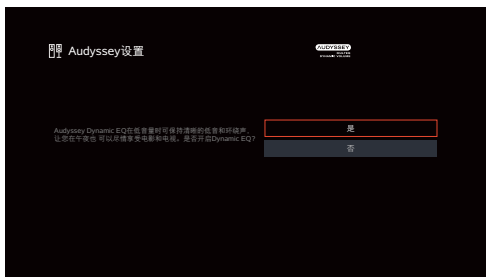 Audyssey设置
AUDYSSEY
MULTEQ
DYNAMIC VOLUME
Audyssey Dynamic EQ在低音量时可保持清晰的低音和环绕声，
让您在午夜也 可以尽情享受电影和电视。是否开启Dynamic EQ?
是
否